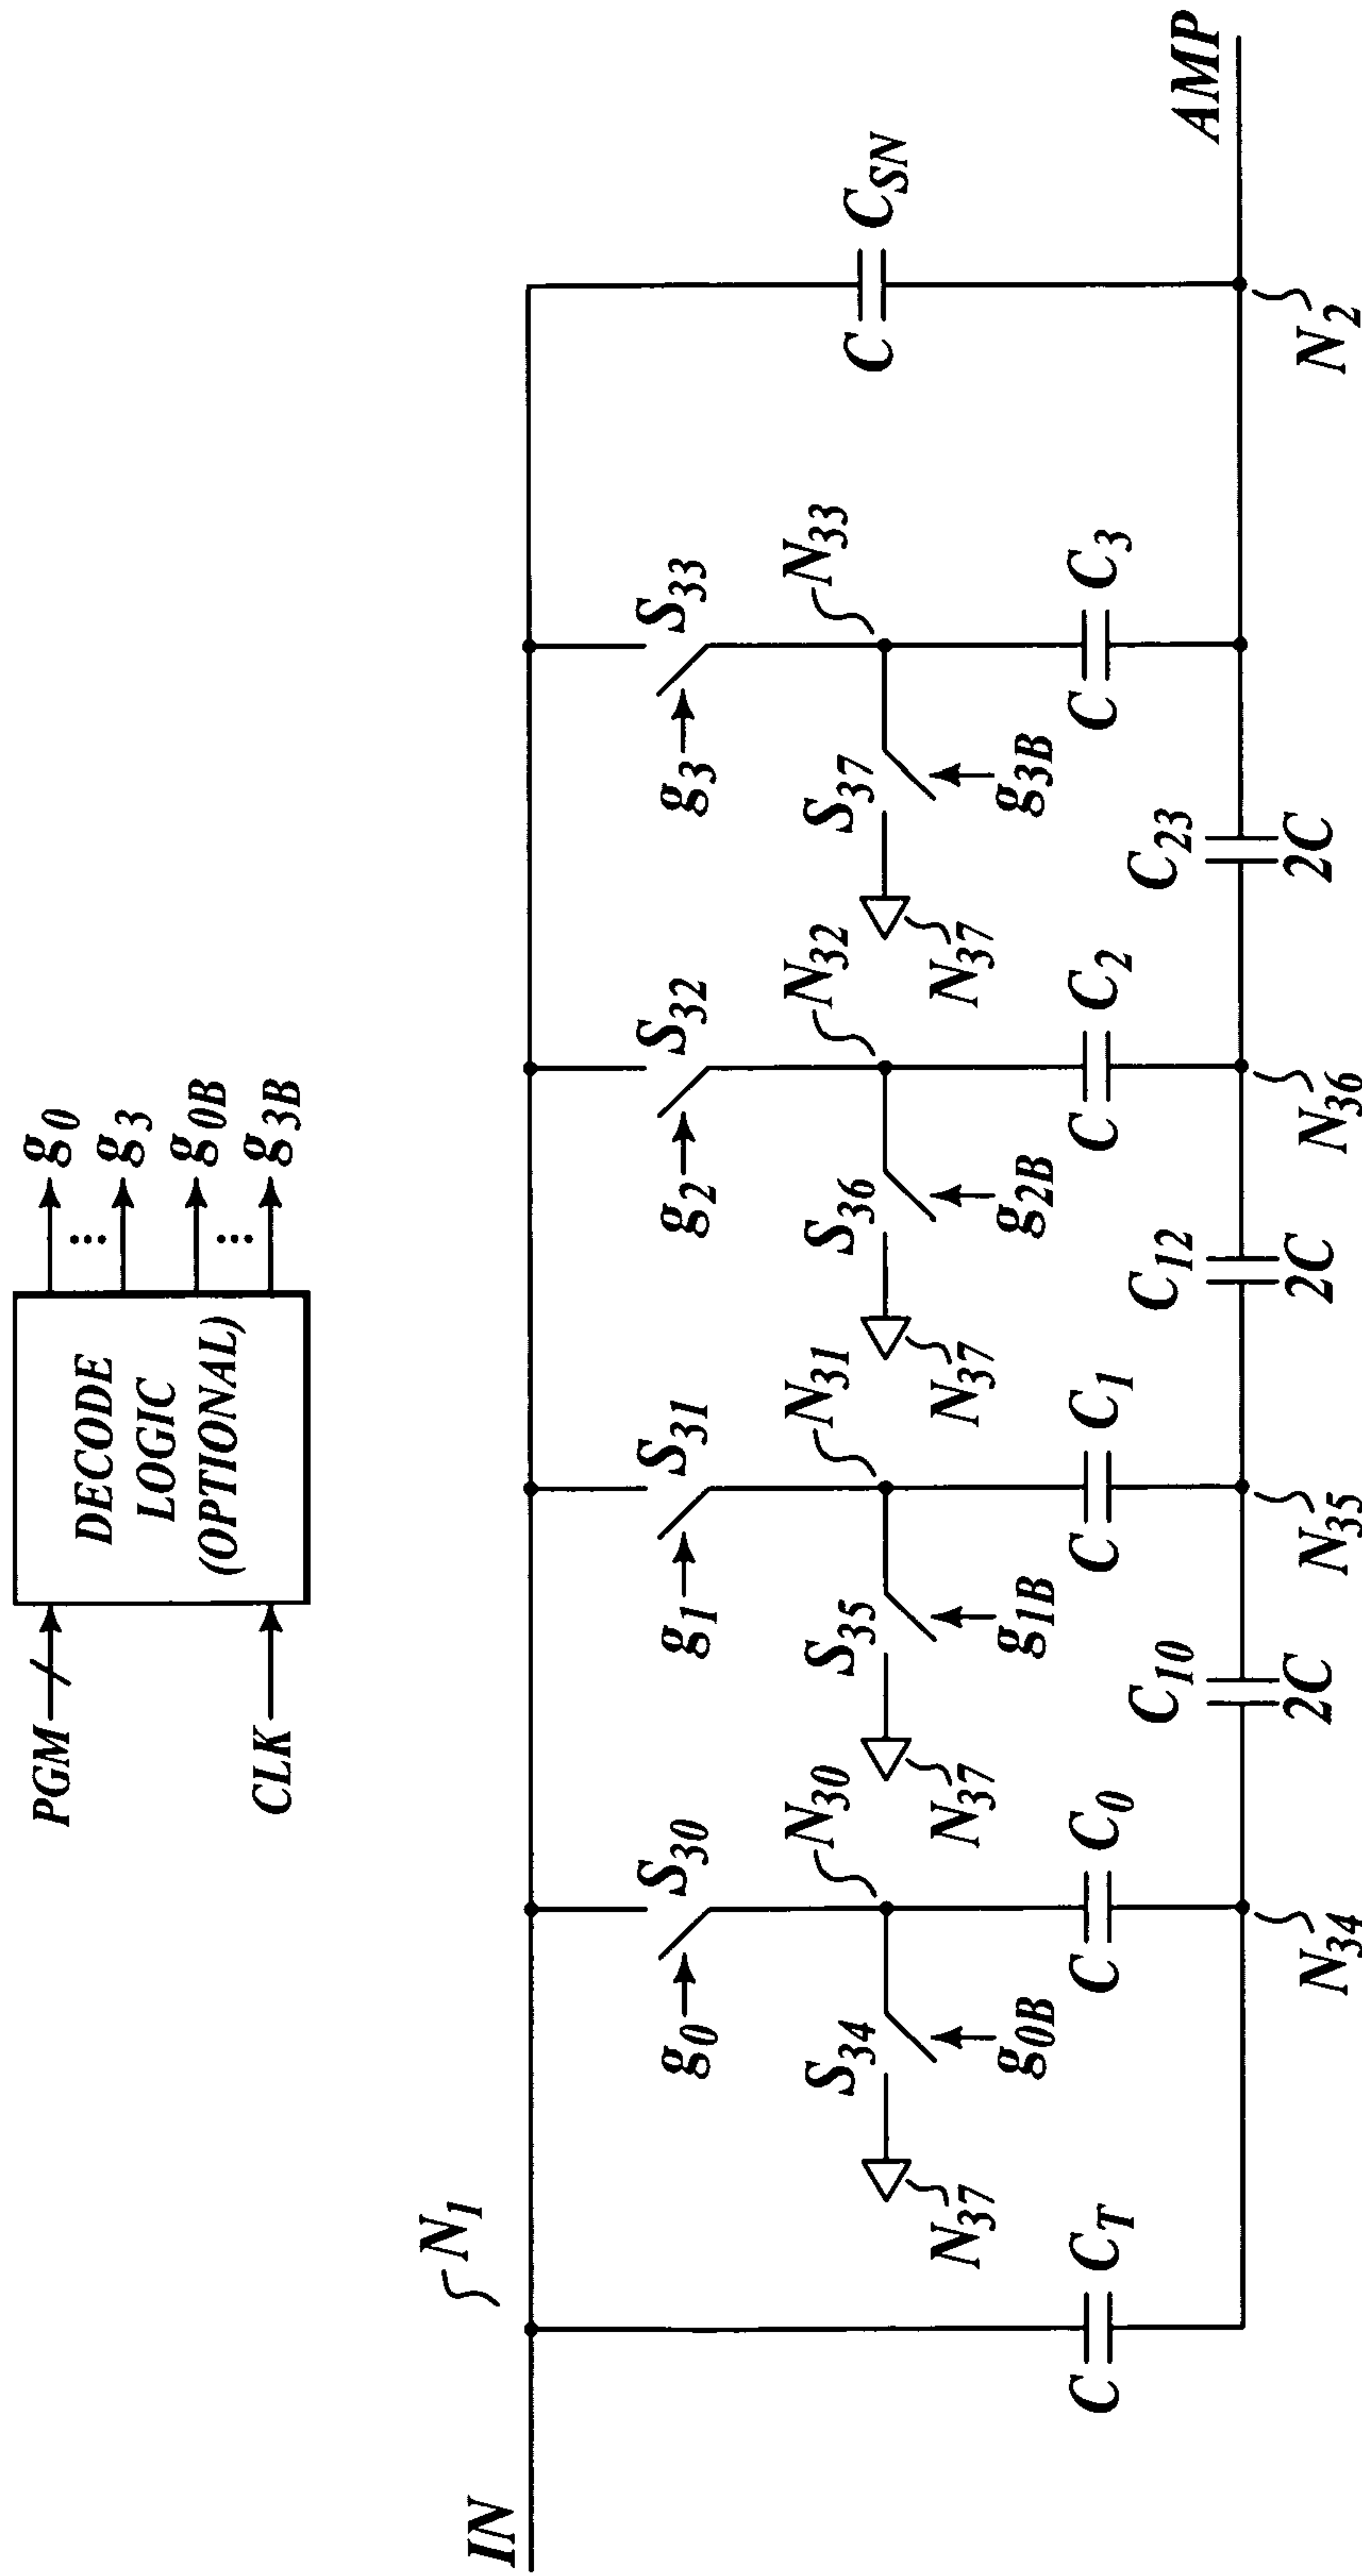 PGM
CLK
DECODE
LOGIC
(OPTIONAL)
g0
...
g3
g0B
...
g3B
IN
N1
S30
S31
S32
S33
g0
g1
g2
g3
N30
N31
N32
N33
C CSN
AMP
S34
S35
S36
S37
N37
N37
N37
N37
g0B
g1B
g2B
g3B
C CT
C C0
C C1
C C2
C C3
C10
C12
C23
2C
2C
2C
N34
N35
N36
N2